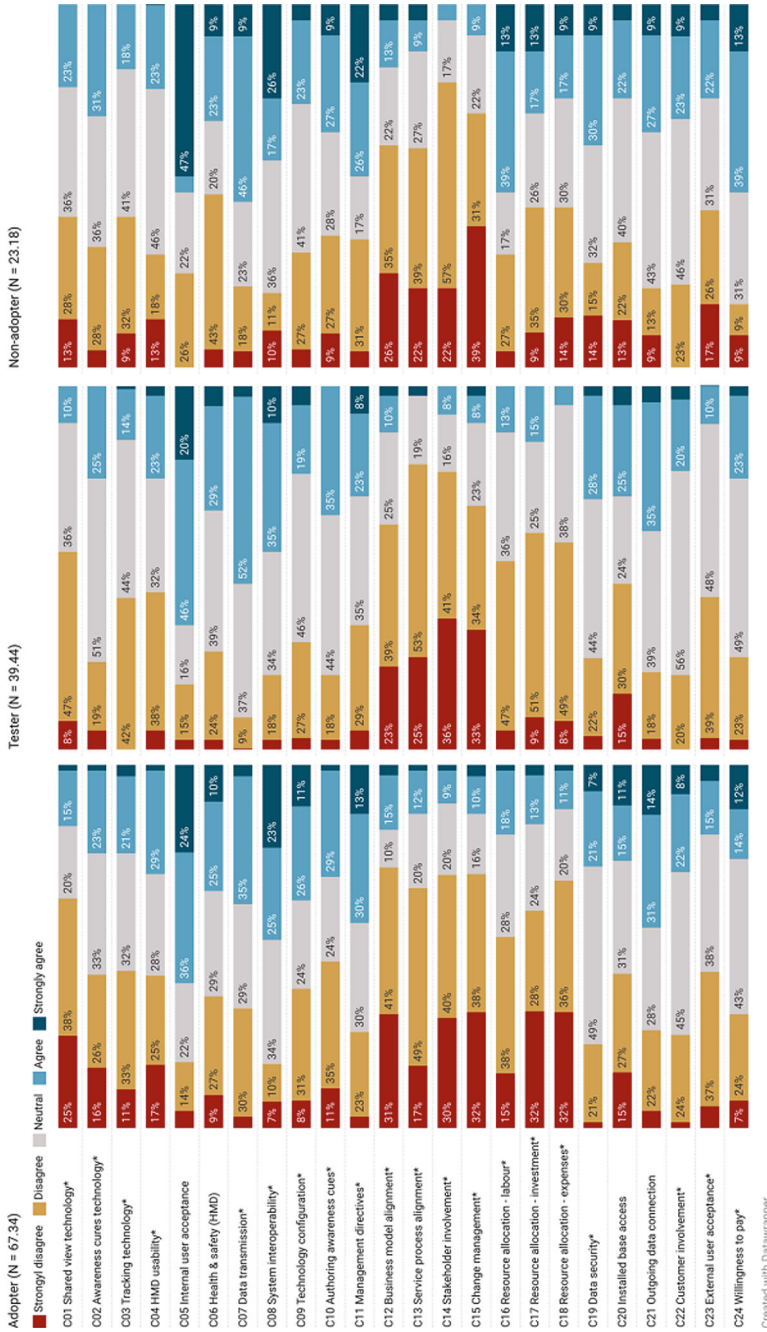 Adopter (N = 67.34) Tester (N = 39.44) Non-adopter (N = 23.18)
Strongyl disagree Disagree Neutral Agree Strongly agree
C01 Shared view technology* 25% 38% 20% 15% 8% 47% 36% 10% 13% 28% 36% 23%
C02 Awareness cures technology* 16% 26% 33% 23% 19% 51% 25% 28% 36% 31%
C03 Tracking technology* 11% 33% 32% 21% 42% 44% 14% 9% 32% 41% 18%
C04 HMD usability* 17% 25% 28% 29% 38% 32% 23% 13% 18% 46% 23%
C05 Internal user acceptance 14% 22% 36% 24% 15% 16% 46% 20% 26% 22% 47%
C06 Health & safety (HMD) 9% 27% 29% 25% 10% 24% 39% 29% 43% 20% 23% 9%
C07 Data transmission* 30% 29% 35% 9% 37% 52% 18% 23% 46% 9%
C08 System interoperability* 7% 10% 34% 25% 23% 18% 34% 35% 10% 10% 11% 36% 17% 26%
C09 Technology configuration* 8% 31% 24% 26% 11% 27% 46% 19% 27% 41% 23%
C10 Authoring awareness cues* 11% 35% 24% 29% 18% 44% 35% 9% 27% 28% 27% 9%
C11 Management directives* 23% 30% 30% 13% 29% 35% 23% 8% 31% 17% 26% 22%
C12 Business model alignment* 31% 41% 10% 15% 23% 39% 25% 10% 26% 35% 22% 13%
C13 Service process alignment* 17% 49% 20% 12% 25% 53% 19% 22% 39% 27% 9%
C14 Stakeholder involvement* 30% 40% 20% 9% 36% 41% 16% 8% 22% 57% 17%
C15 Change management* 32% 38% 16% 10% 33% 34% 23% 8% 39% 31% 22% 9%
C16 Resource allocation - labour* 15% 38% 28% 18% 47% 36% 13% 27% 17% 39% 13%
C17 Resource allocation - investment* 32% 28% 24% 13% 9% 51% 25% 15% 9% 35% 26% 17% 13%
C18 Resource allocation - expenses* 32% 36% 20% 11% 8% 49% 38% 14% 30% 30% 17% 9%
C19 Data security* 21% 49% 21% 7% 22% 44% 28% 14% 15% 32% 30% 9%
C20 Installed base access 15% 27% 31% 15% 11% 15% 30% 24% 25% 13% 22% 40% 22%
C21 Outgoing data connection 22% 28% 31% 14% 18% 39% 35% 9% 13% 43% 27% 9%
C22 Customer involvement* 24% 45% 22% 8% 20% 56% 20% 23% 46% 23% 9%
C23 External user acceptance* 37% 38% 15% 39% 48% 10% 17% 26% 31% 22%
C24 Willingness to pay* 7% 24% 43% 14% 12% 23% 49% 23% 9% 9% 31% 39% 13%
Created with Datawrapper